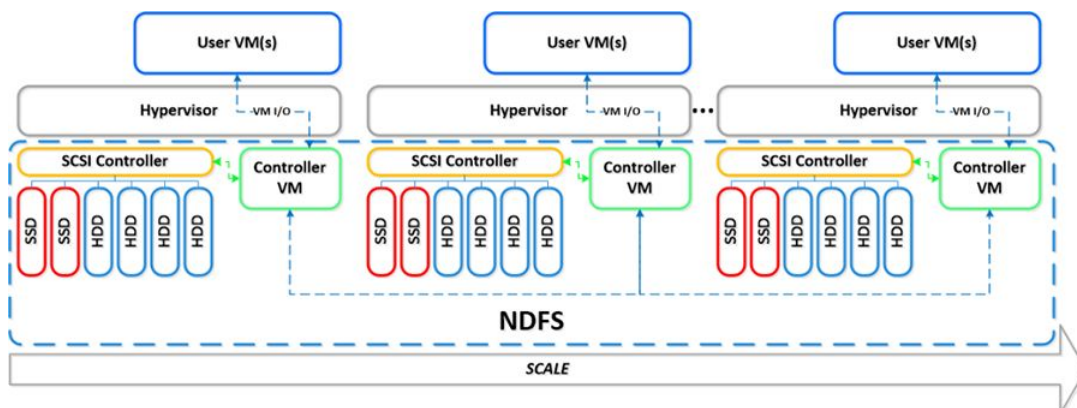 User VM(s)
User VM(s)
User VM(s)
Hypervisor
VM I/O
Hypervisor
VM I/O
...
Hypervisor
VM I/O
SCSI Controller
Controller
VM
SCSI Controller
Controller
VM
SCSI Controller
Controller
VM
SSD
SSD
HDD
HDD
HDD
HDD
SSD
SSD
HDD
HDD
HDD
HDD
SSD
SSD
HDD
HDD
HDD
HDD
NDFS
SCALE